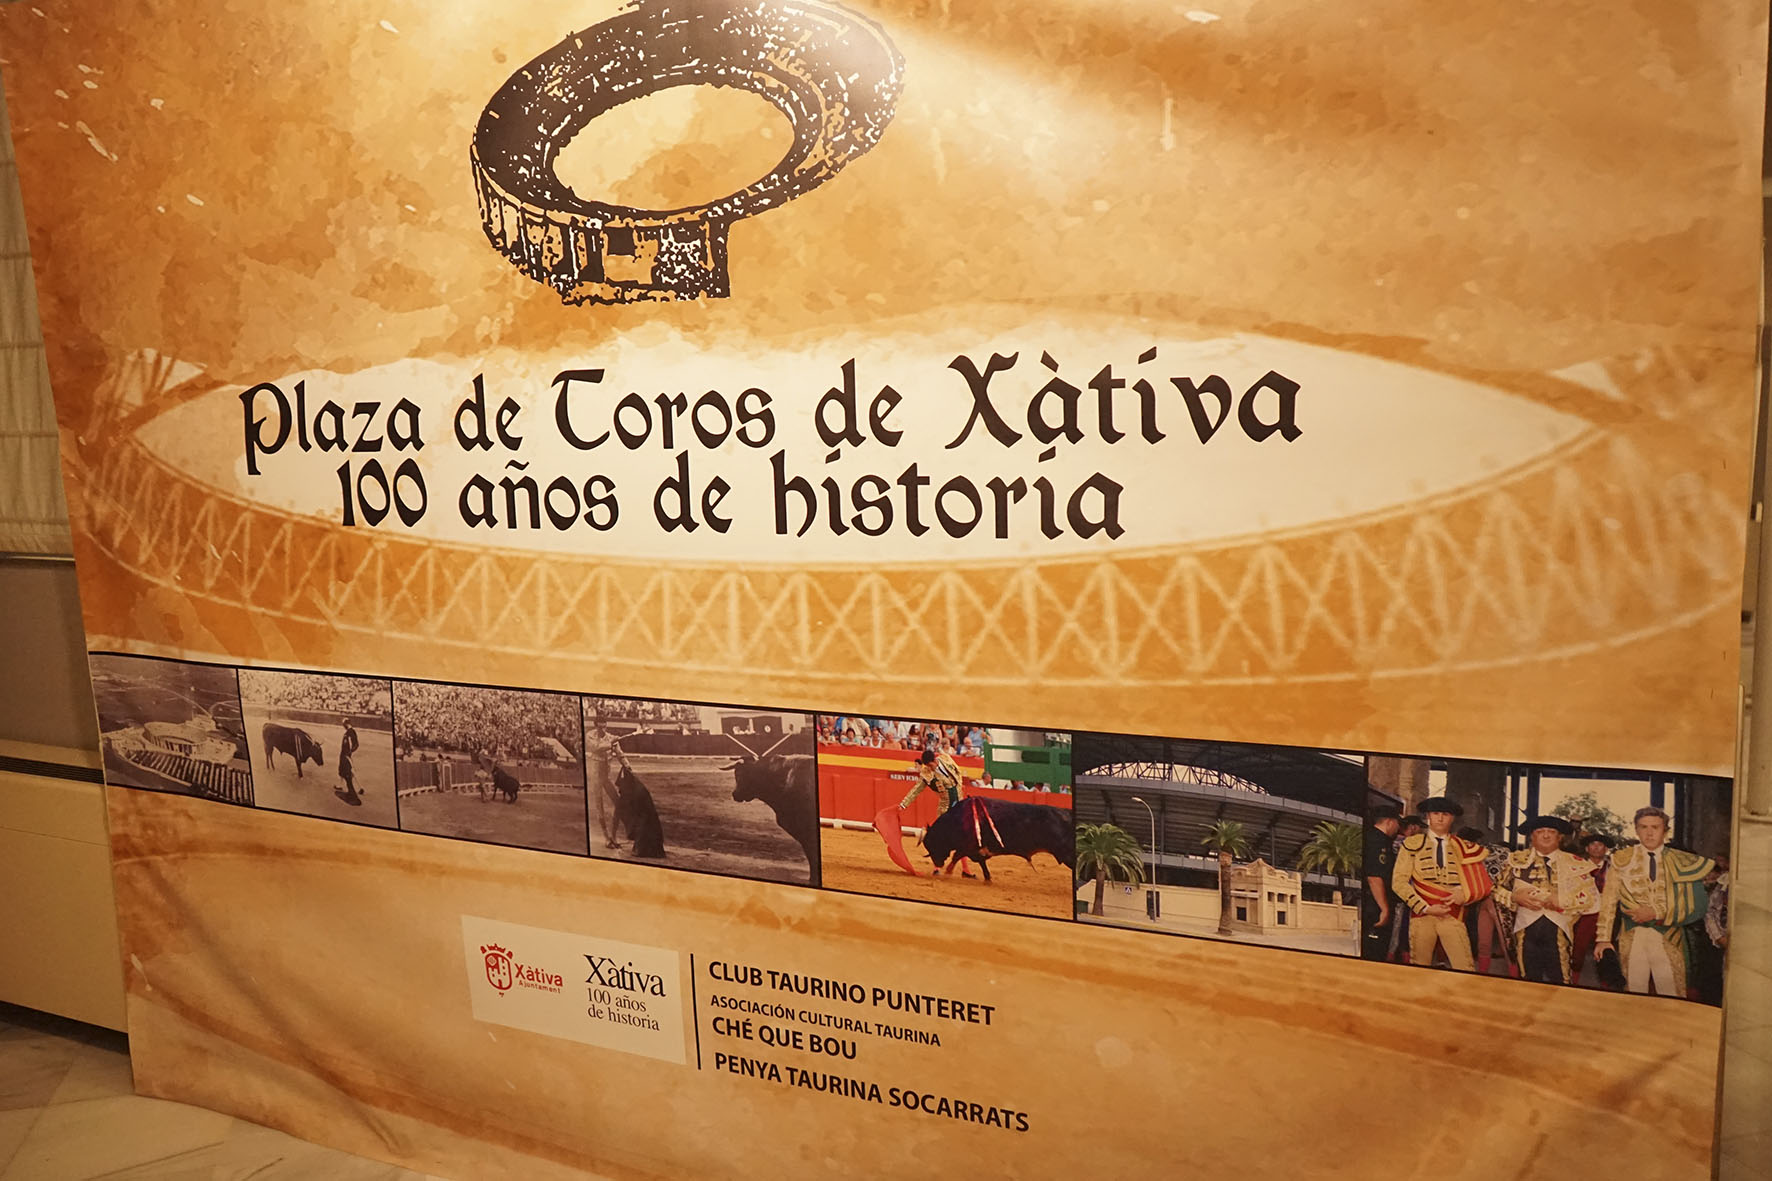 Plaza de Toros de Xàtiva
100 años de historia
SERVICIO
Xàtiva
Ajuntament
Xàtiva
100 años
de historia
CLUB TAURINO PUNTERET
ASOCIACIÓN CULTURAL TAURINA
CHÉ QUE BOU
PENYA TAURINA SOCARRATS